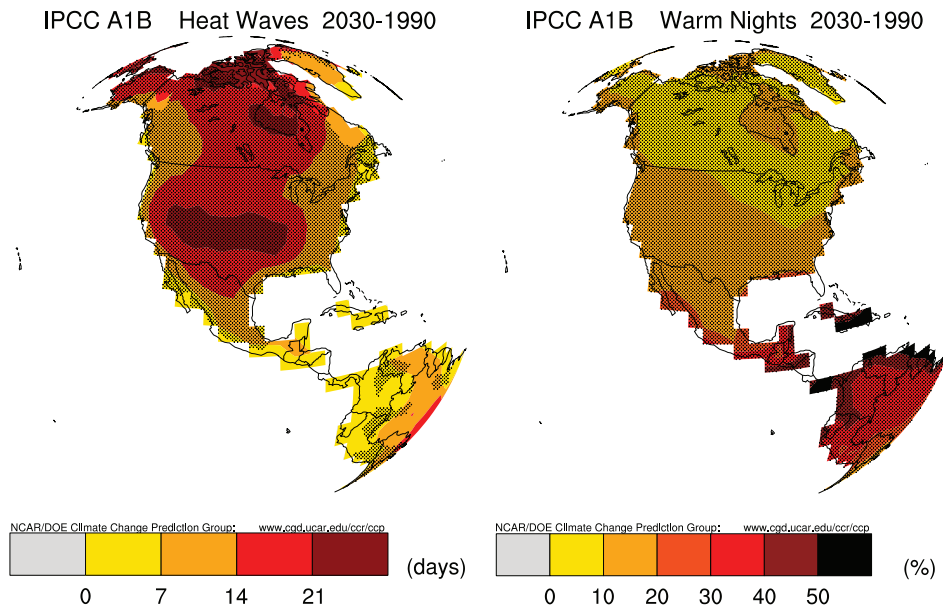 IPCC A1B Heat Waves 2030-1990
IPCC A1B Warm Nights 2030-1990
NCAR/DOE Climate Change Prediction Group: www.cgd.ucar.edu/ccr/ccp
NCAR/DOE Climate Change Prediction Group: www.cgd.ucar.edu/ccr/ccp
(days)
0 7 14 21
(%)
0 10 20 30 40 50